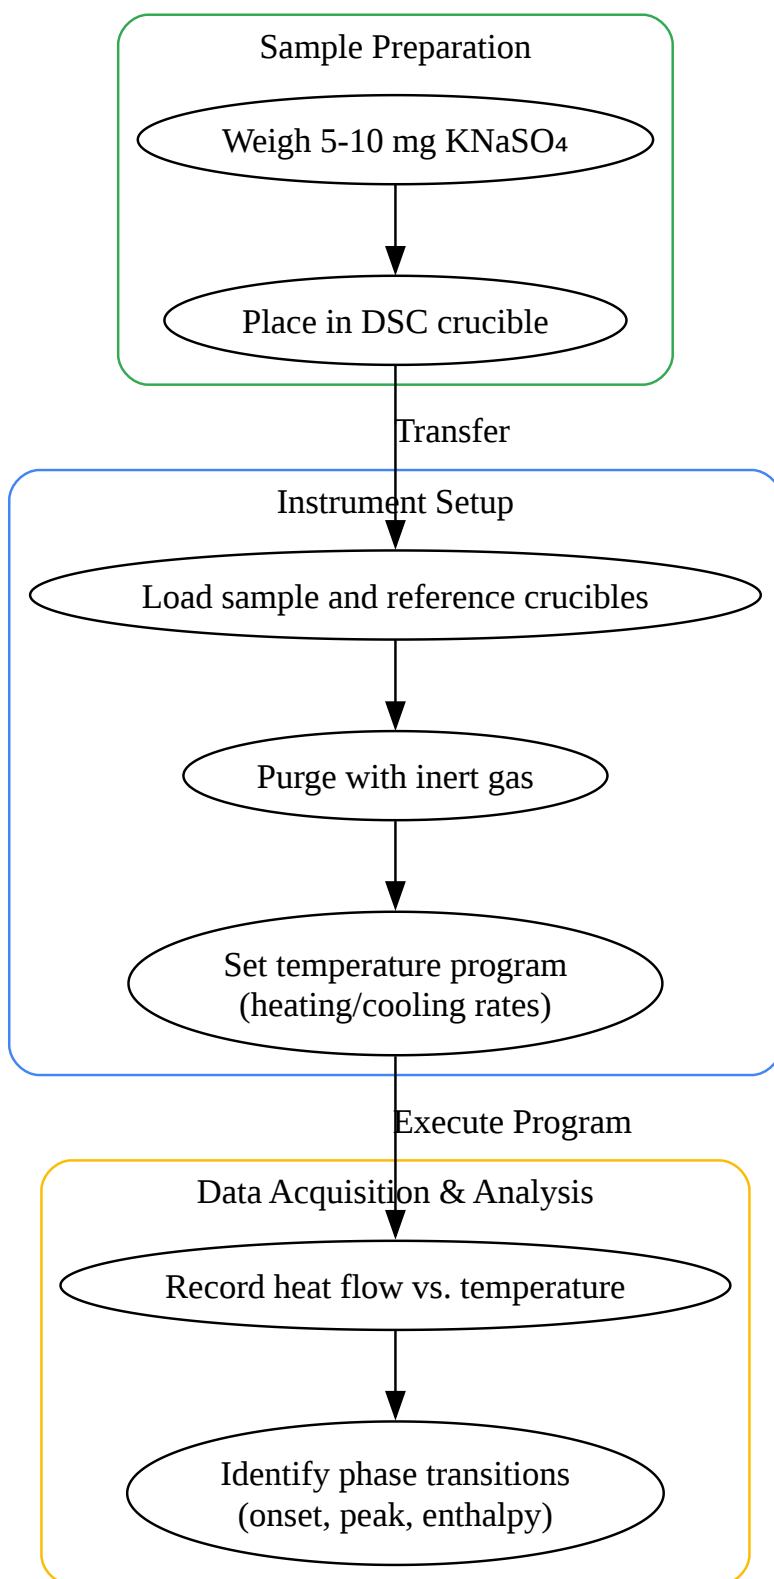 Sample Preparation
Weigh 5-10 mg KNaSO₄
Place in DSC crucible
Transfer
Instrument Setup
Load sample and reference crucibles
Purge with inert gas
Set temperature program
(heating/cooling rates)
Execute Program
Data Acquisition & Analysis
Record heat flow vs. temperature
Identify phase transitions
(onset, peak, enthalpy)